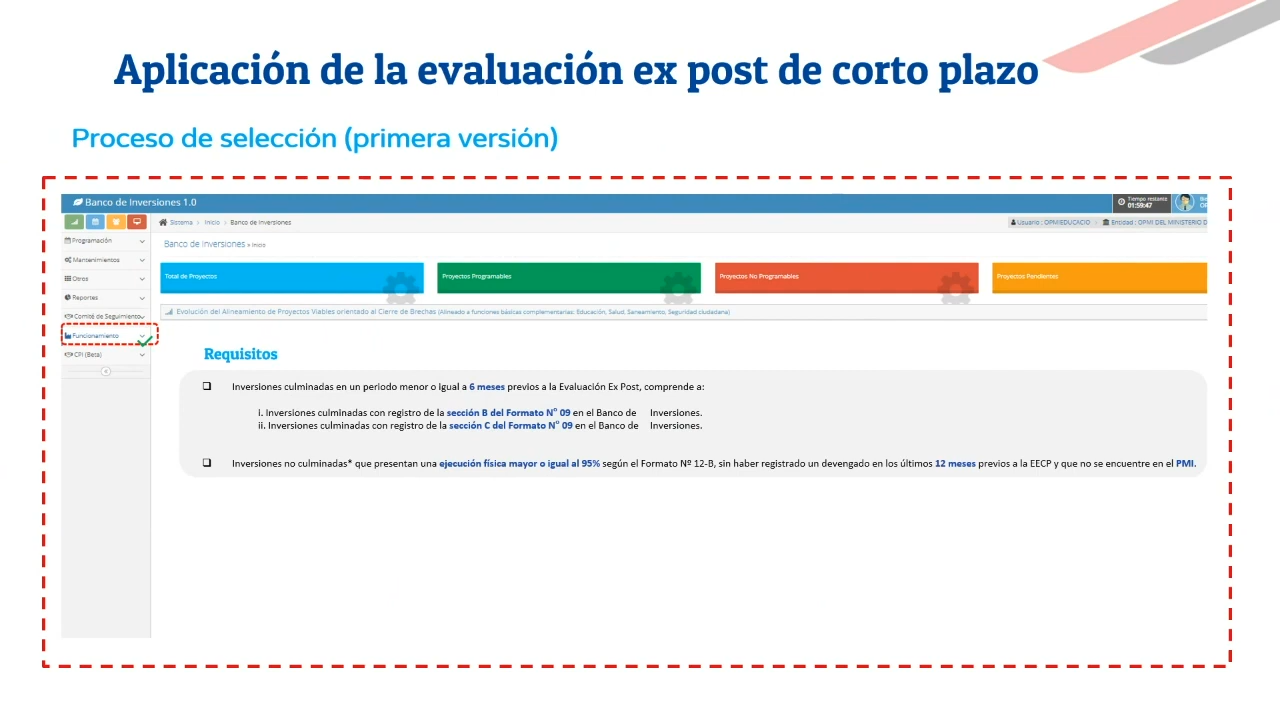 Aplicación de la evaluación ex post de corto plazo
Proceso de selección (primera versión)
Banco de Inversiones 1.0
Tiempo restante
01:59:47
Sistema > Inicio > Banco de Inversiones
Usuario : OPMIEDUCACIO
Entidad : OPMI DEL MINISTERIO D
Programación
Banco de Inversiones » Inicio
Mantenimientos
Otros
Total de Proyectos
Proyectos Programables
Proyectos No Programables
Proyectos Pendientes
Reportes
Comité de Seguimiento
Evolución del Alineamiento de Proyectos Viables orientado al Cierre de Brechas (Alineado a funciones básicas complementarias: Educación, Salud, Saneamiento, Seguridad ciudadana)
Funcionamiento
CPI (Beta)
Requisitos
Inversiones culminadas en un periodo menor o igual a 6 meses previos a la Evaluación Ex Post, comprende a:
i. Inversiones culminadas con registro de la sección B del Formato N° 09 en el Banco de Inversiones.
ii. Inversiones culminadas con registro de la sección C del Formato N° 09 en el Banco de Inversiones.
Inversiones no culminadas* que presentan una ejecución física mayor o igual al 95% según el Formato Nº 12-B, sin haber registrado un devengado en los últimos 12 meses previos a la EECP y que no se encuentre en el PMI.